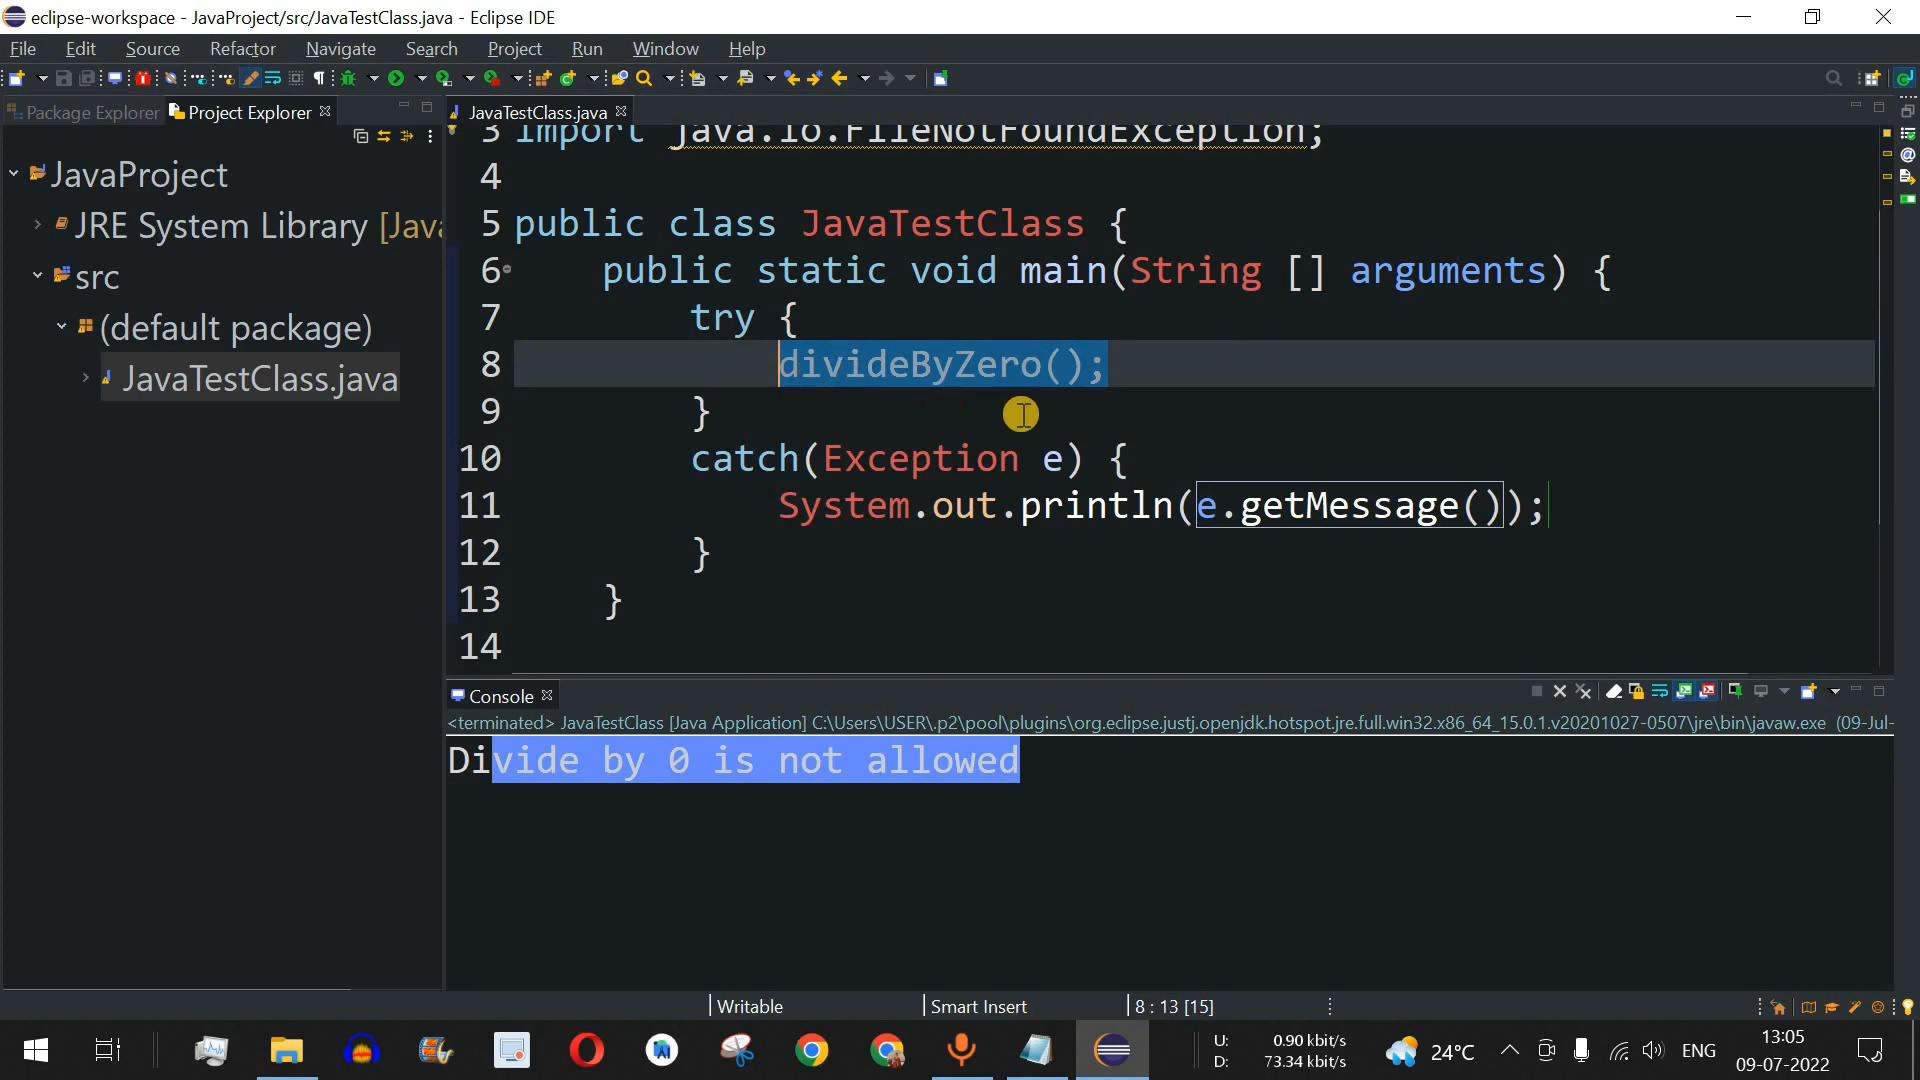 eclipse-workspace - JavaProject/src/JavaTestClass.java - Eclipse IDE
File Edit Source Refactor Navigate Search Project Run Window Help
Package Explorer Project Explorer JavaTestClass.java
JavaProject
JRE System Library [Java
src
(default package)
JavaTestClass.java
3 import java.io.FileNotFoundException;
4
5 public class JavaTestClass {
6 public static void main(String [] arguments) {
7 try {
8 divideByZero();
9 }
10 catch(Exception e) {
11 System.out.println(e.getMessage());
12 }
13 }
14
Console
<terminated> JavaTestClass [Java Application] C:\Users\USER\.p2\pool\plugins\org.eclipse.justj.openjdk.hotspot.jre.full.win32.x86_64_15.0.1.v20201027-0507\jre\bin\javaw.exe (09-Jul-
Divide by 0 is not allowed
Writable Smart Insert 8 : 13 [15]
U: 0.90 kbit/s
D: 73.34 kbit/s
24°C
ENG
13:05
09-07-2022